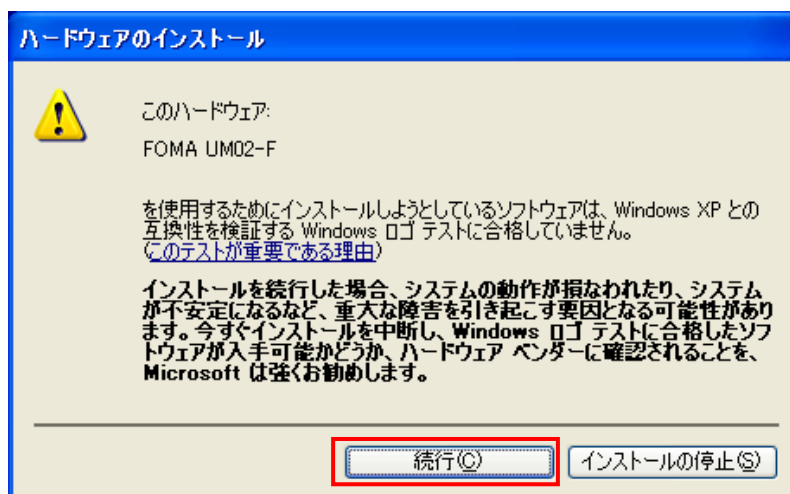 ハードウェアのインストール
このハードウェア:
FOMA UM02-F
を使用するためにインストールしようとしているソフトウェアは、Windows XP との
互換性を検証する Windows ロゴ テストに合格していません。
(このテストが重要である理由)
インストールを続行した場合、システムの動作が損なわれたり、システム
が不安定になるなど、重大な障害を引き起こす要因となる可能性があり
ます。今すぐインストールを中断し、Windows ロゴ テストに合格したソフ
トウェアが入手可能かどうか、ハードウェア ベンダーに確認されることを、
Microsoft は強くお勧めします。
続行(C) インストールの停止(S)